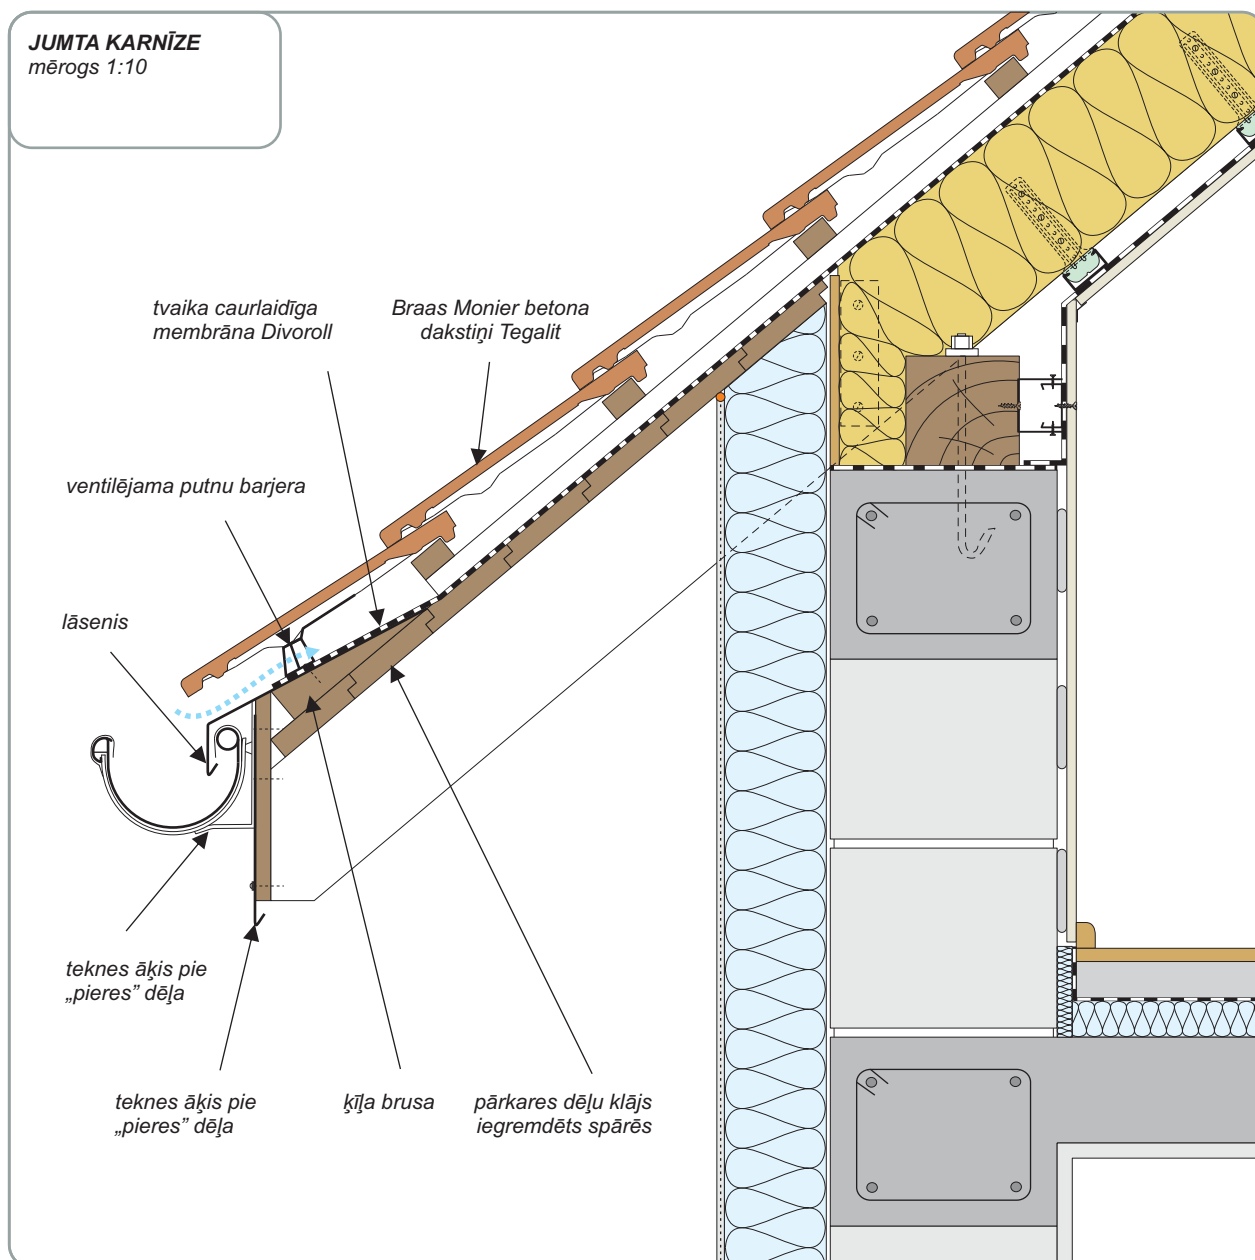 JUMTA KARNĪZE
mērogs 1:10
tvaika caurlaidīga
membrāna Divoroll
Braas Monier betona
dakstiņi Tegalit
ventilējama putnu barjera
lāsenis
teknes āķis pie
„pieres” dēļa
teknes āķis pie
„pieres” dēļa
ķīļa brusa
pārkares dēļu klājs
iegremdēts spārēs